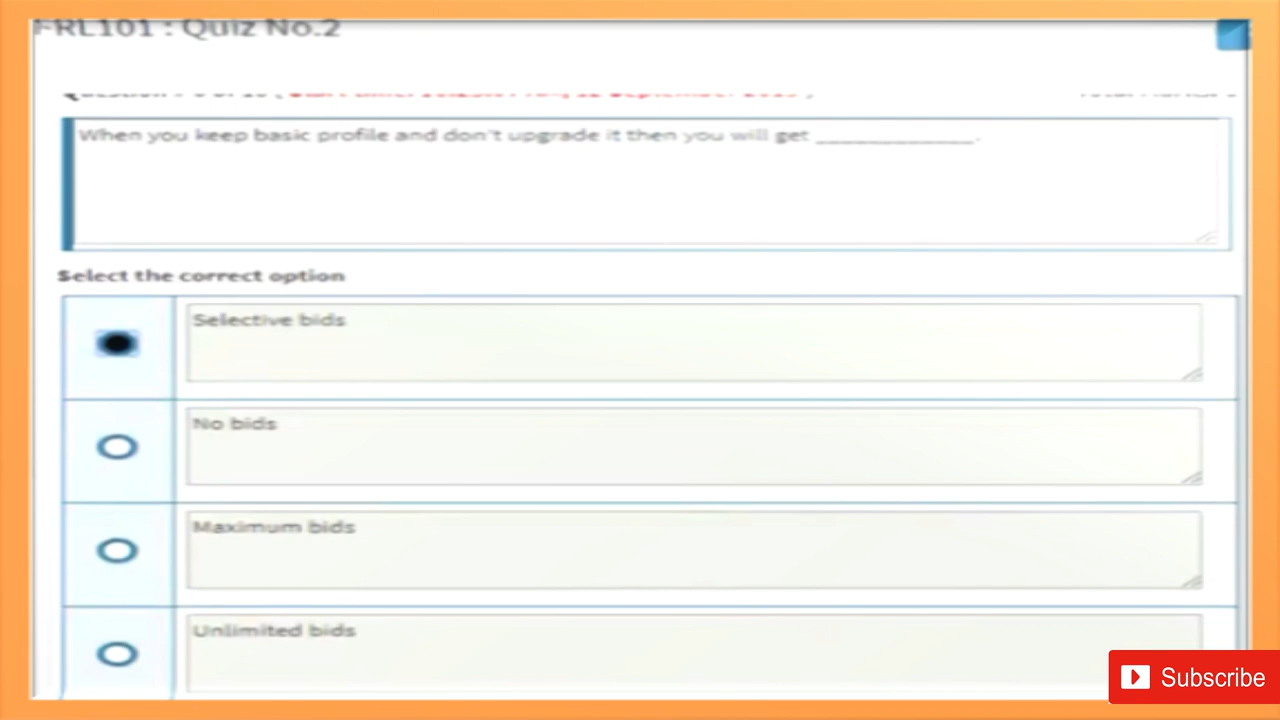 FRL101 : Quiz No.2
When you keep basic profile and don't upgrade it then you will get _____________.
Select the correct option
Selective bids
No bids
Maximum bids
Unlimited bids
Subscribe